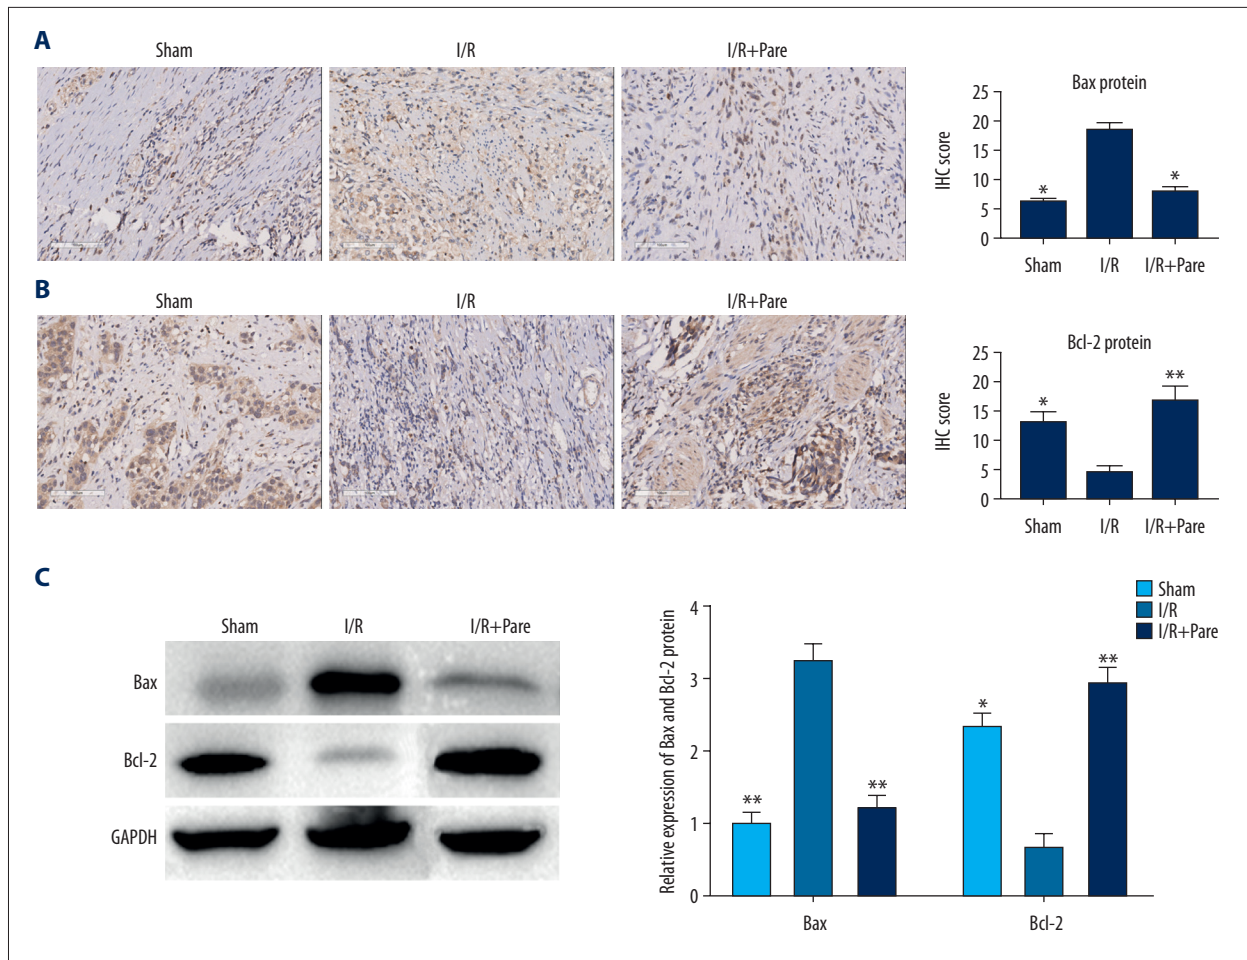 A
Sham
I/R
I/R+Pare
Bax protein
IHC score
25
20
15
10
5
0
*
*
Sham
I/R
I/R+Pare
B
Sham
I/R
I/R+Pare
Bcl-2 protein
IHC score
25
20
15
10
5
0
*
**
Sham
I/R
I/R+Pare
C
Sham
I/R
I/R+Pare
Bax
Bcl-2
GAPDH
Sham
I/R
I/R+Pare
Relative expression of Bax and Bcl-2 protein
4
3
2
1
0
**
**
*
**
Bax
Bcl-2